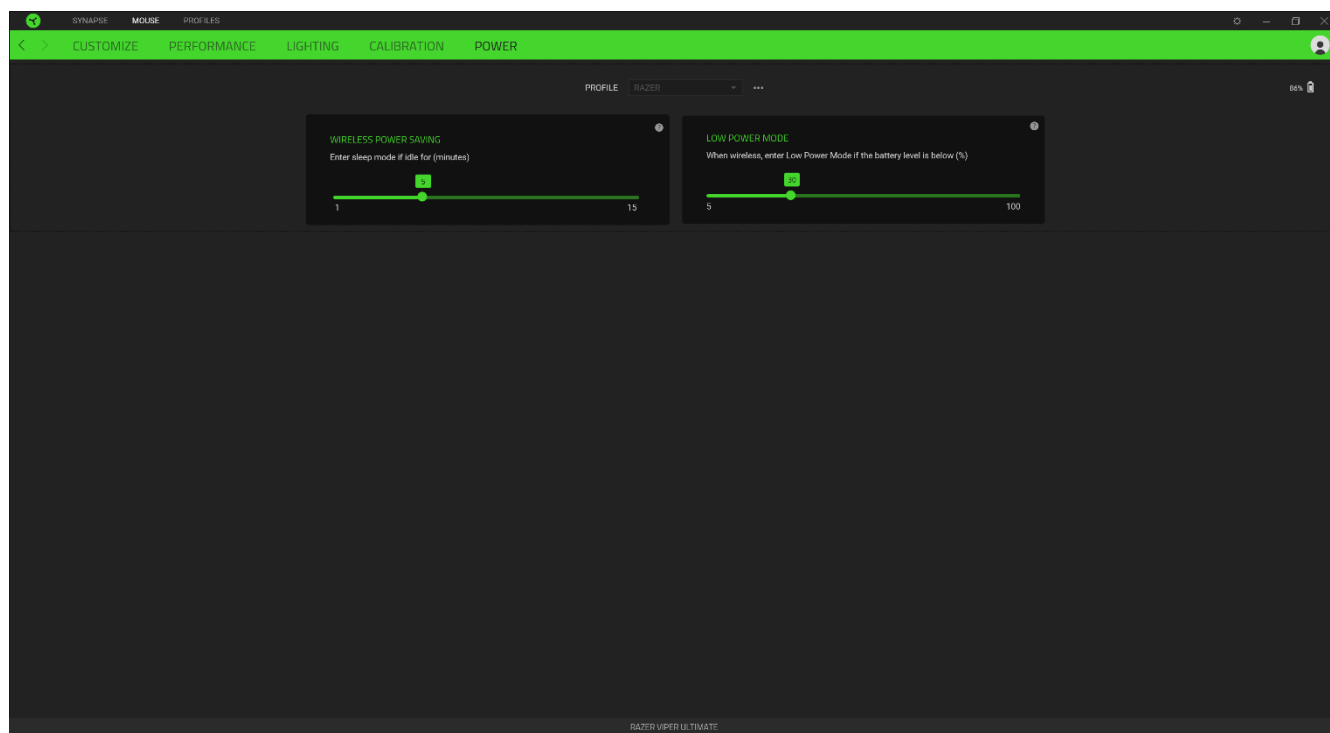 SYNAPSE MOUSE PROFILES
CUSTOMIZE PERFORMANCE LIGHTING CALIBRATION POWER
PROFILE RAZER
86%
WIRELESS POWER SAVING
Enter sleep mode if idle for (minutes)
5
1 15
LOW POWER MODE
When wireless, enter Low Power Mode if the battery level is below (%)
30
5 100
RAZER VIPER ULTIMATE